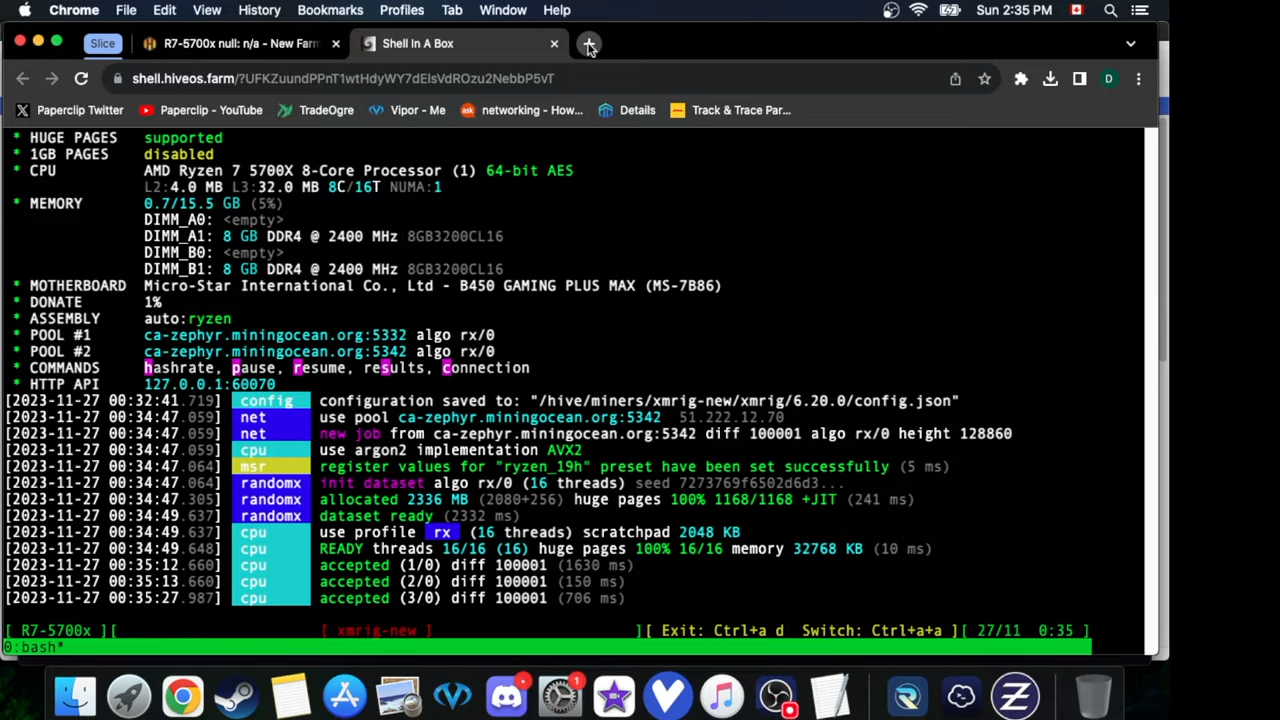 Chrome File Edit View History Bookmarks Profiles Tab Window Help Sun 2:35 PM
Slice R7-5700x null: n/a - New Farm Shell In A Box
shell.hiveos.farm/?UFKZuundPPnT1wtHdyWY7dElsVdROzu2NebbP5vT D
Paperclip Twitter Paperclip - YouTube TradeOgre Vipor - Me networking - How... Details Track & Trace Par...
* HUGE PAGES supported
* 1GB PAGES disabled
* CPU AMD Ryzen 7 5700X 8-Core Processor (1) 64-bit AES
L2:4.0 MB L3:32.0 MB 8C/16T NUMA:1
* MEMORY 0.7/15.5 GB (5%)
DIMM_A0: <empty>
DIMM_A1: 8 GB DDR4 @ 2400 MHz 8GB3200CL16
DIMM_B0: <empty>
DIMM_B1: 8 GB DDR4 @ 2400 MHz 8GB3200CL16
* MOTHERBOARD Micro-Star International Co., Ltd - B450 GAMING PLUS MAX (MS-7B86)
* DONATE 1%
* ASSEMBLY auto:ryzen
* POOL #1 ca-zephyr.miningocean.org:5332 algo rx/0
* POOL #2 ca-zephyr.miningocean.org:5342 algo rx/0
* COMMANDS hashrate, pause, resume, results, connection
* HTTP API 127.0.0.1:60070
[2023-11-27 00:32:41.719] config configuration saved to: "/hive/miners/xmrig-new/xmrig/6.20.0/config.json"
[2023-11-27 00:34:47.059] net use pool ca-zephyr.miningocean.org:5342 51.222.12.70
[2023-11-27 00:34:47.059] net new job from ca-zephyr.miningocean.org:5342 diff 100001 algo rx/0 height 128860
[2023-11-27 00:34:47.059] cpu use argon2 implementation AVX2
[2023-11-27 00:34:47.064] msr register values for "ryzen_19h" preset have been set successfully (5 ms)
[2023-11-27 00:34:47.064] randomx init dataset algo rx/0 (16 threads) seed 7273769f6502d6d3...
[2023-11-27 00:34:47.305] randomx allocated 2336 MB (2080+256) huge pages 100% 1168/1168 +JIT (241 ms)
[2023-11-27 00:34:49.637] randomx dataset ready (2332 ms)
[2023-11-27 00:34:49.637] cpu use profile rx (16 threads) scratchpad 2048 KB
[2023-11-27 00:34:49.648] cpu READY threads 16/16 (16) huge pages 100% 16/16 memory 32768 KB (10 ms)
[2023-11-27 00:35:12.660] cpu accepted (1/0) diff 100001 (1630 ms)
[2023-11-27 00:35:13.660] cpu accepted (2/0) diff 100001 (150 ms)
[2023-11-27 00:35:27.987] cpu accepted (3/0) diff 100001 (706 ms)
[ R7-5700x ][ [ xmrig-new ] ][ Exit: Ctrl+a d Switch: Ctrl+a+a ][ 27/11 0:35 ]
0:bash*
1